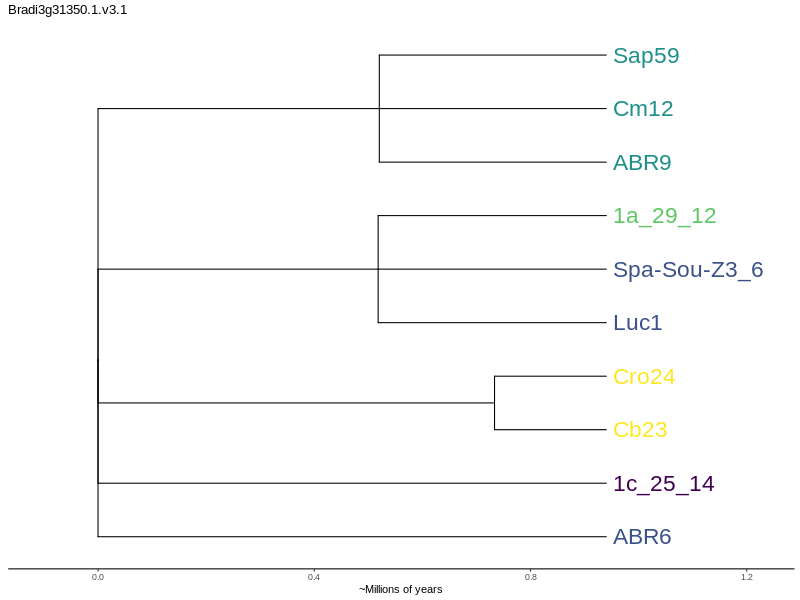 Bradi3g31350.1.v3.1
Sap59
Cm12
ABR9
1a_29_12
Spa-Sou-Z3_6
Luc1
Cro24
Cb23
1c_25_14
ABR6
0.0 0.4 0.8 1.2
~Millions of years